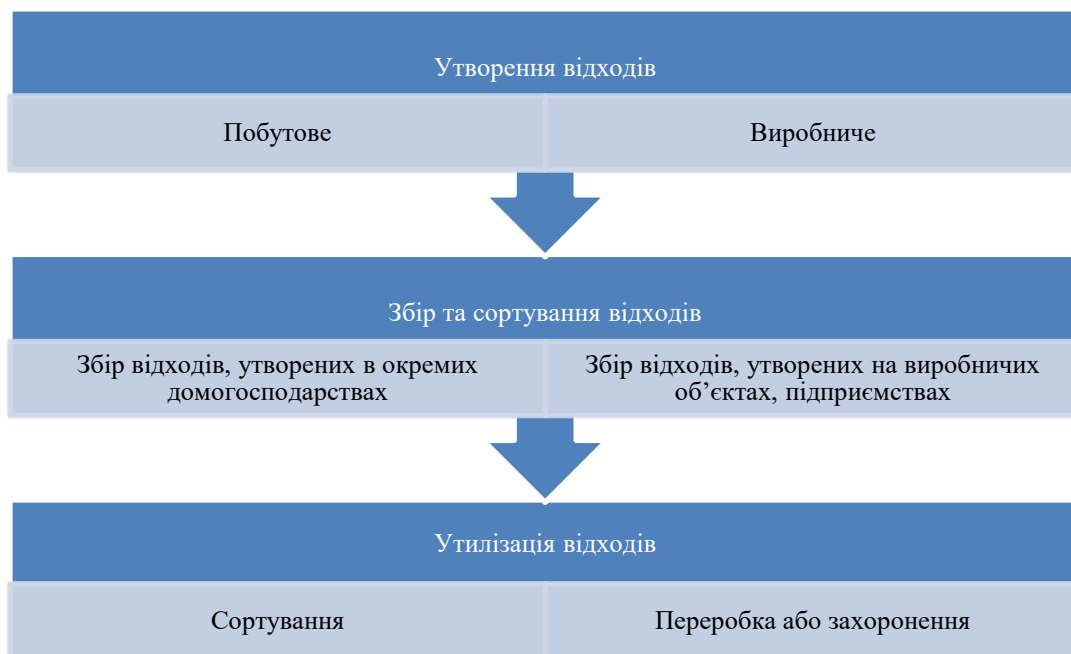 Утворення відходів
Побутове
Виробниче
Збір та сортування відходів
Збір відходів, утворених в окремих
домогосподарствах
Збір відходів, утворених на виробничих
об’єктах, підприємствах
Утилізація відходів
Сортування
Переробка або захоронення